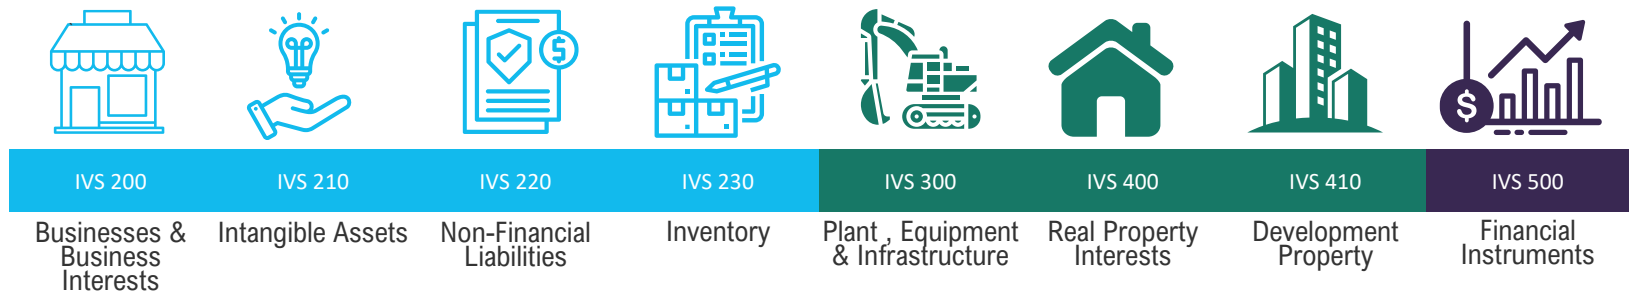 $
$
IVS 200
IVS 210
IVS 220
IVS 230
IVS 300
IVS 400
IVS 410
IVS 500
Businesses &
Business
Interests
Intangible Assets
Non-Financial
Liabilities
Inventory
Plant , Equipment
& Infrastructure
Real Property
Interests
Development
Property
Financial
Instruments